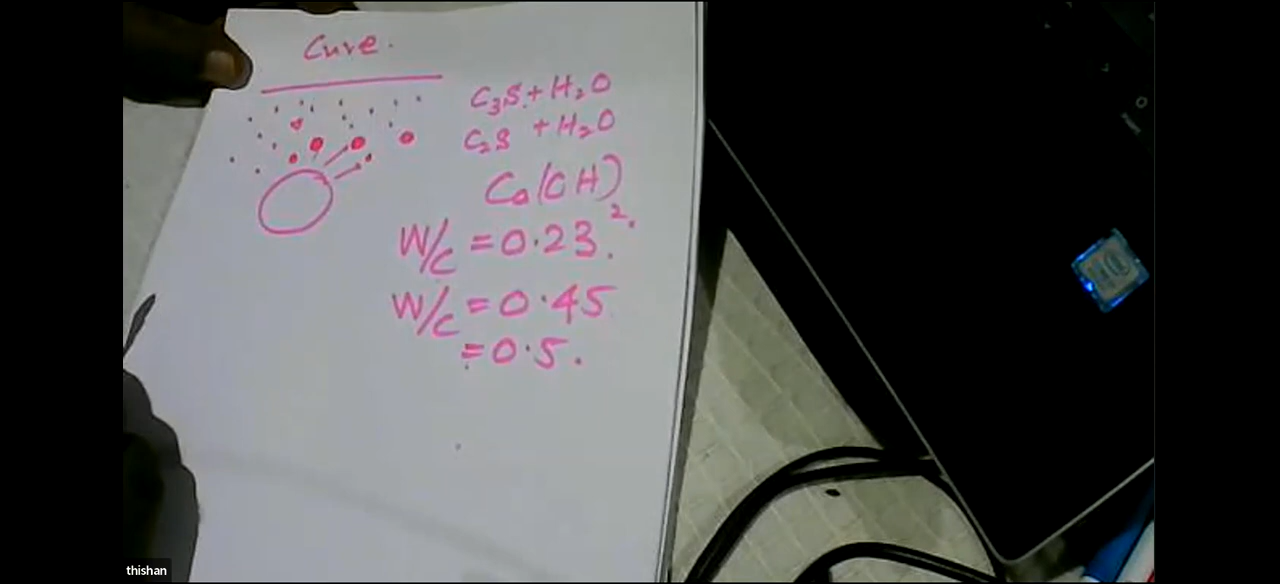 Cure.
C3S + H2O
C2S + H2O
Ca(OH)2.
W/C = 0.23.
W/C = 0.45
= 0.5.
thishan